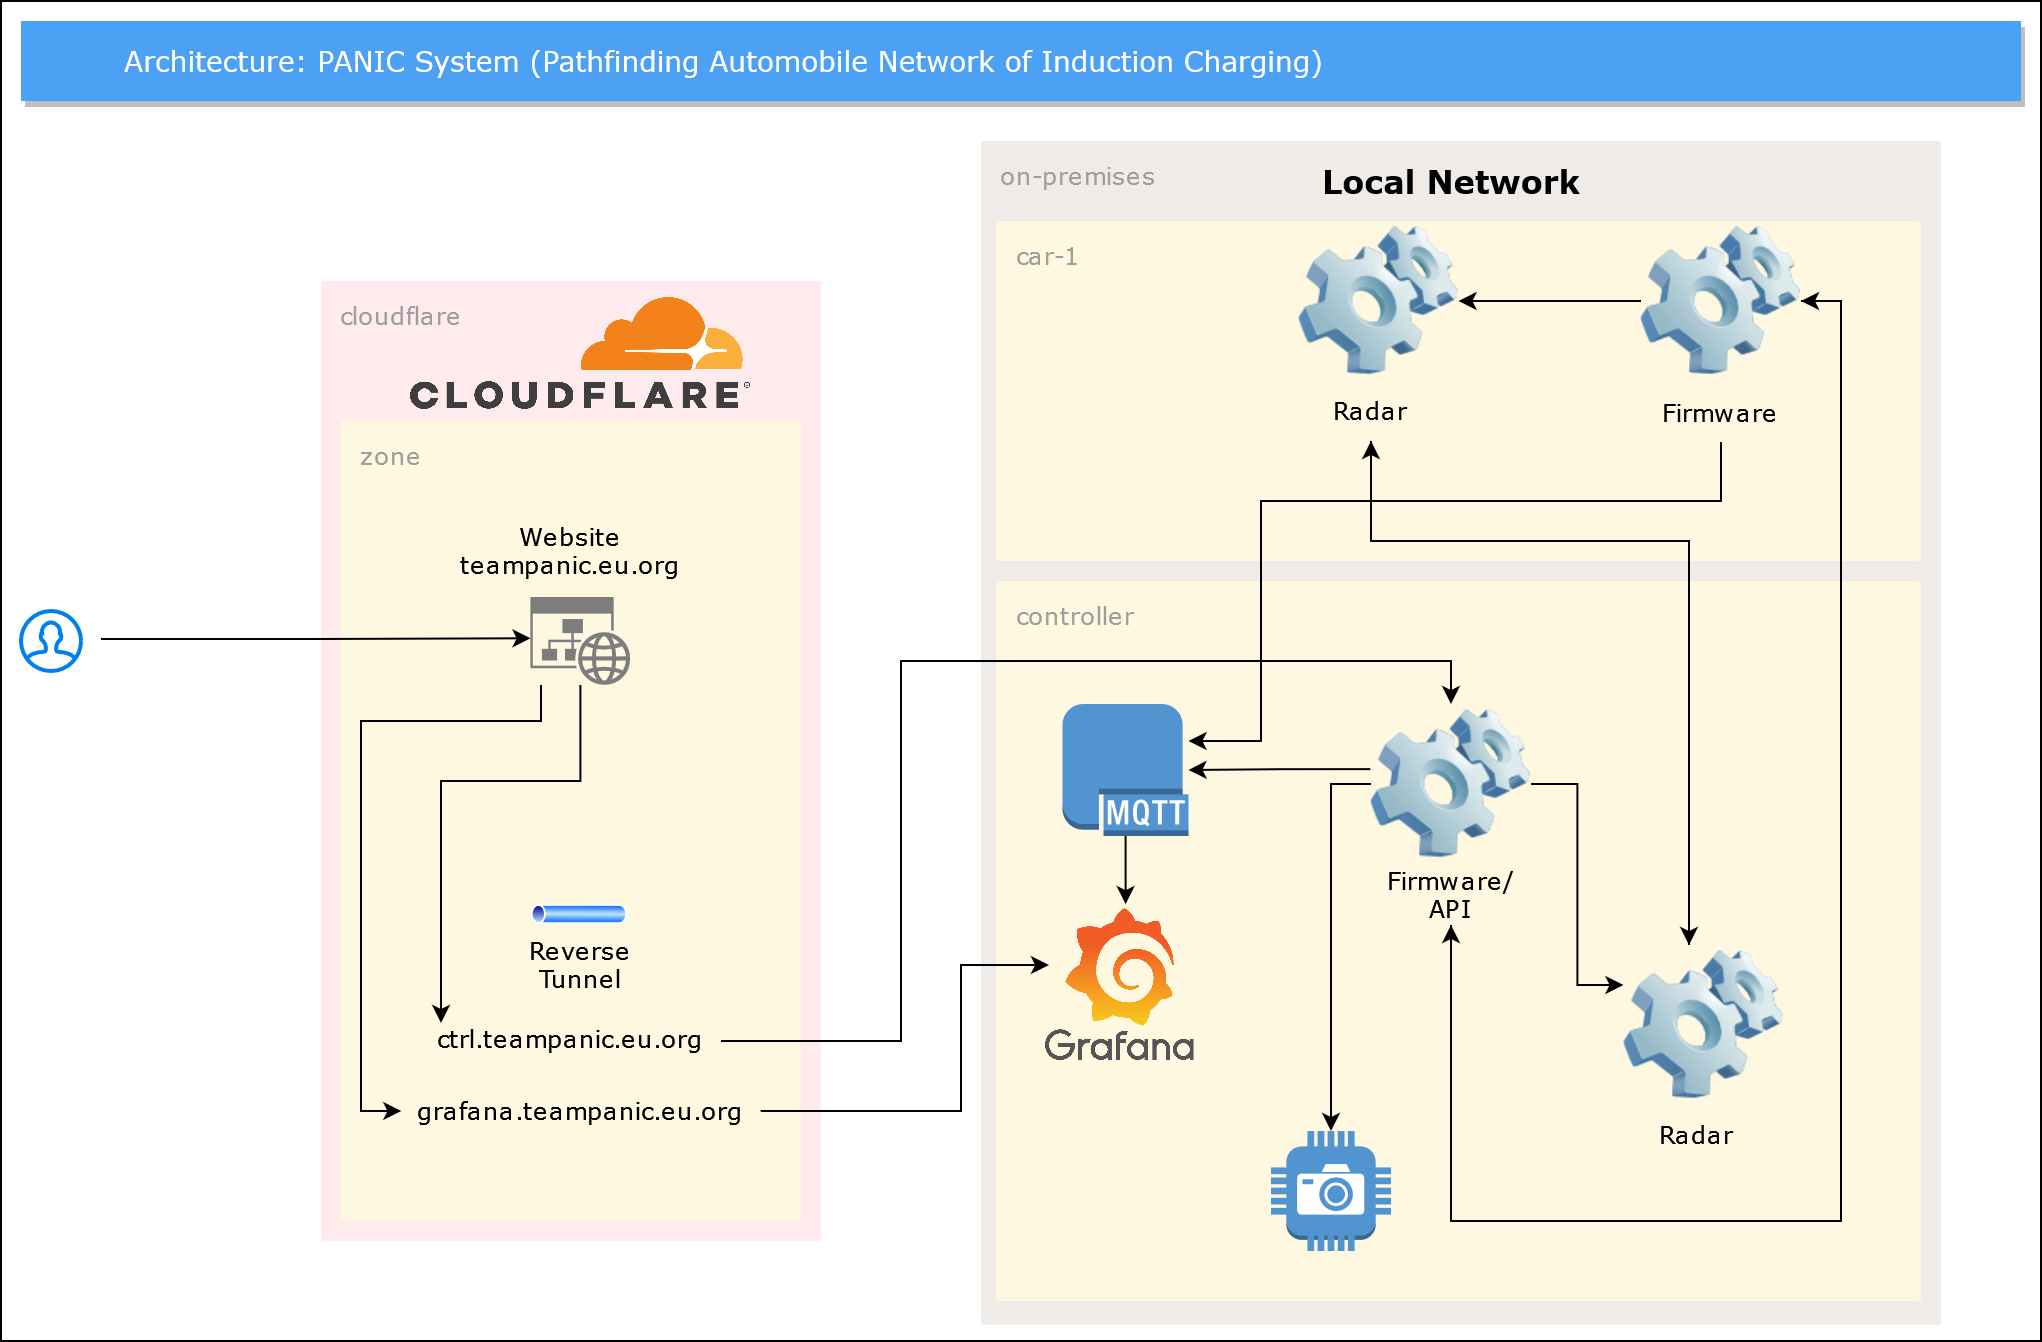 Architecture: PANIC System (Pathfinding Automobile Network of Induction Charging)
on-premises
Local Network
car-1
Radar
Firmware
cloudflare
CLOUDFLARE®
zone
Website
teampanic.eu.org
Reverse
Tunnel
ctrl.teampanic.eu.org
grafana.teampanic.eu.org
controller
MQTT
Firmware/
API
Grafana
Radar